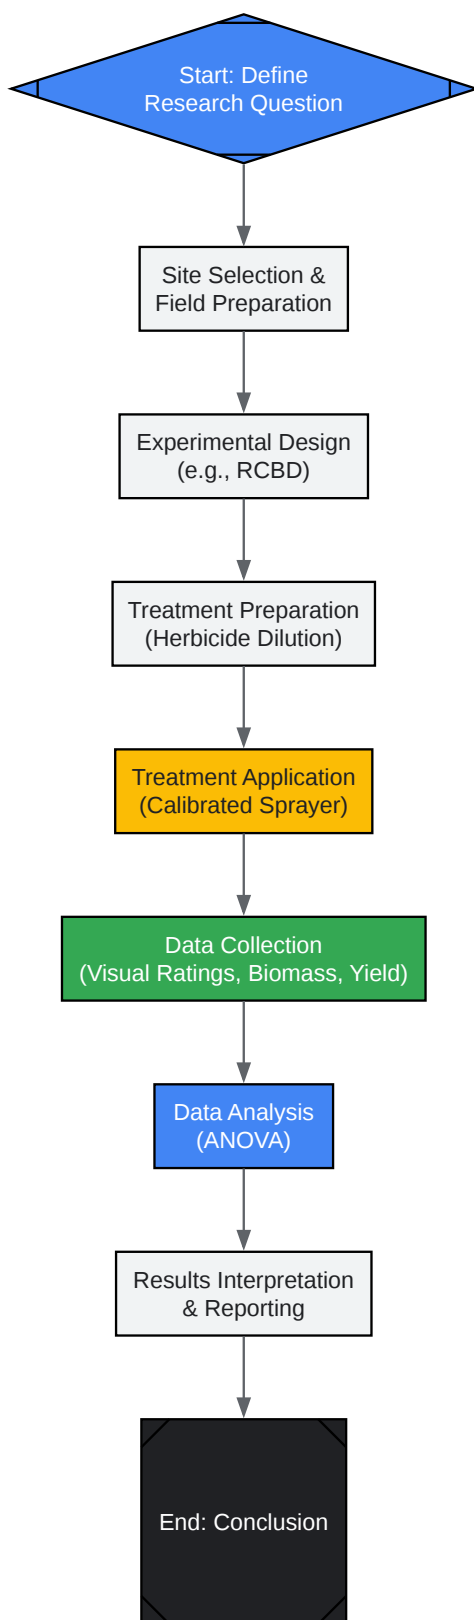 Start: Define
Research Question
Site Selection &
Field Preparation
Experimental Design
(e.g., RCBD)
Treatment Preparation
(Herbicide Dilution)
Treatment Application
(Calibrated Sprayer)
Data Collection
(Visual Ratings, Biomass, Yield)
Data Analysis
(ANOVA)
Results Interpretation
& Reporting
End: Conclusion